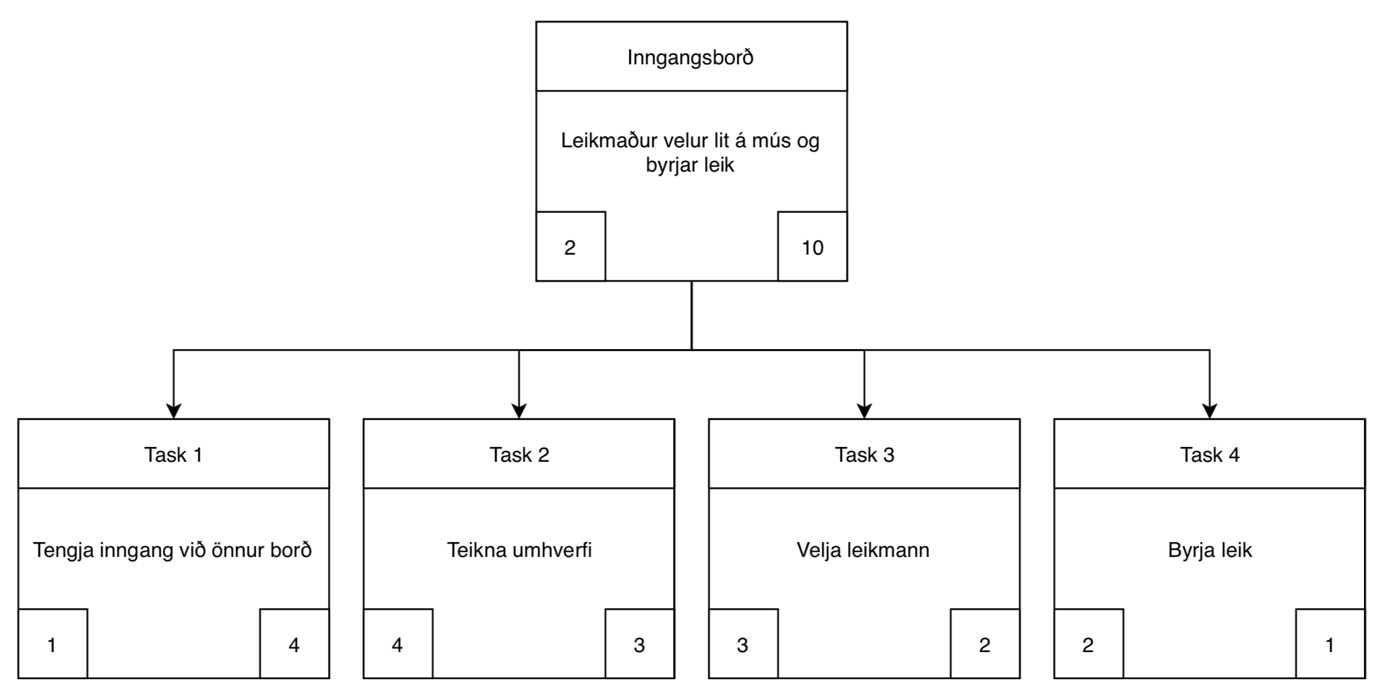 Inngangsborð
Leikmaður velur lit á mús og
byrjar leik
2
10
Task 1
Task 2
Task 3
Task 4
Tengja inngang við önnur borð
Teikna umhverfi
Velja leikmann
Byrja leik
1
4
4
3
3
2
2
1